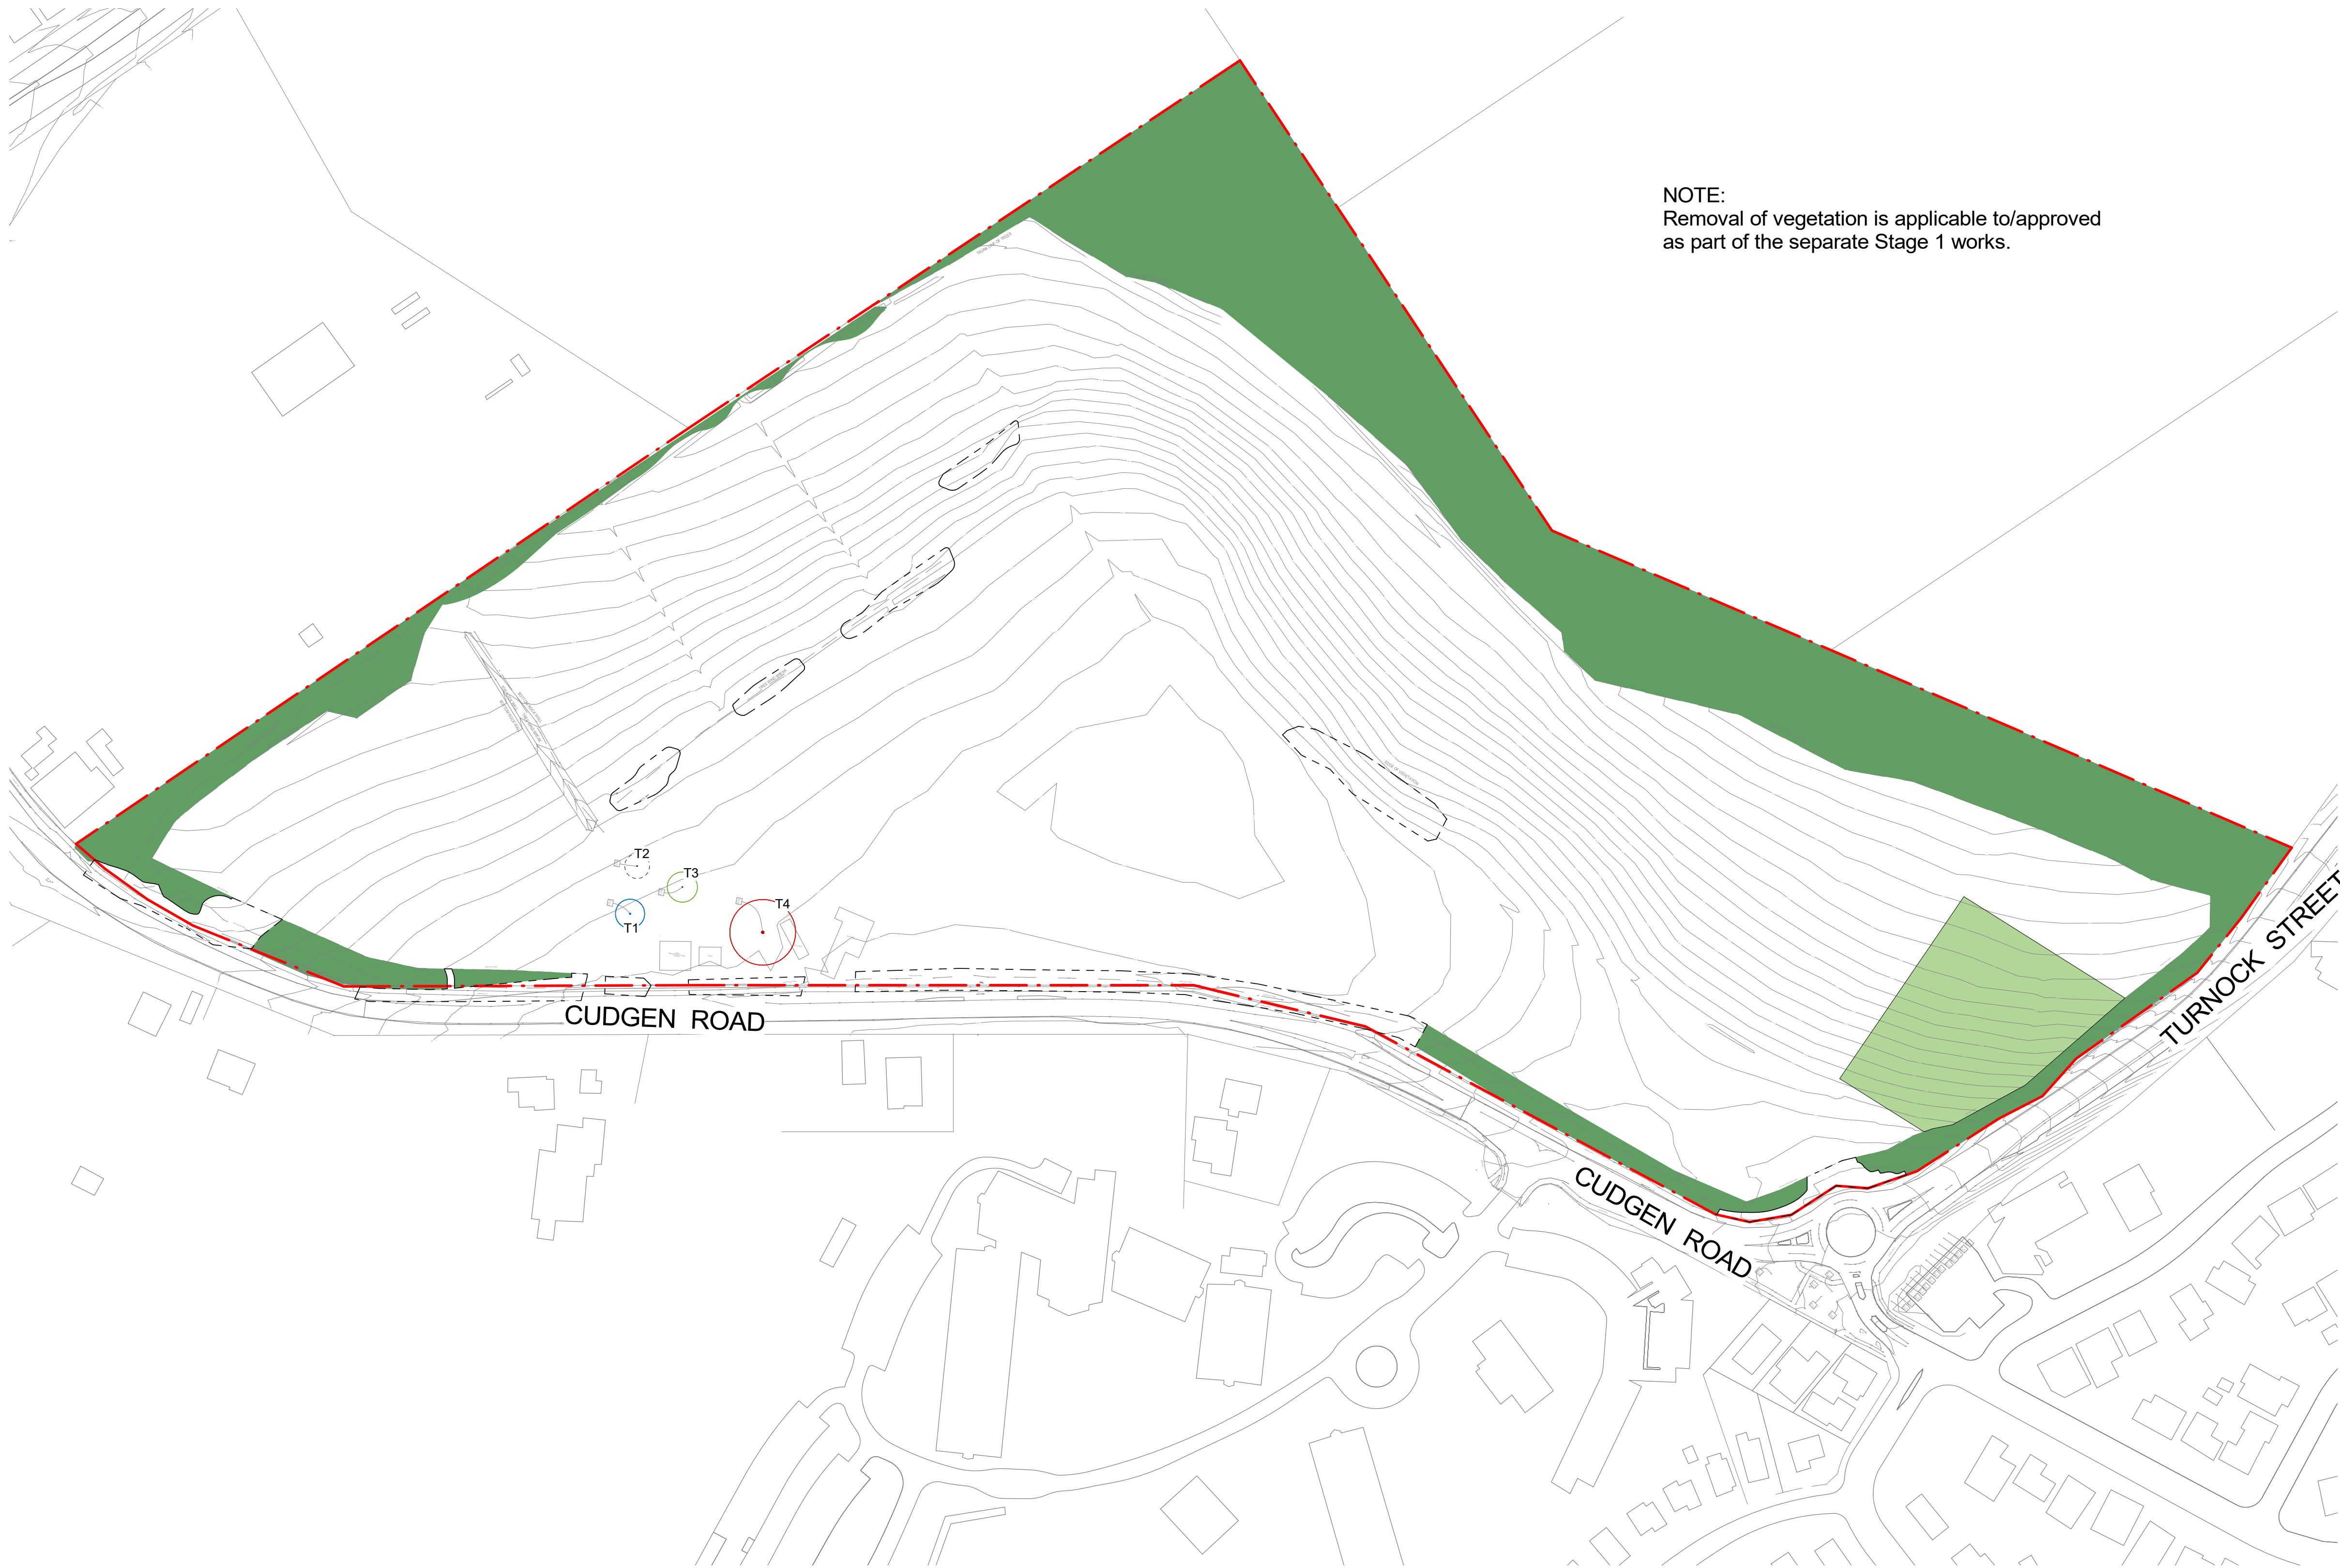 NOTE:
Removal of vegetation is applicable to/approved
as part of the separate Stage 1 works.
T2
T3
T4
T1
CUDGEN ROAD
TURNOCK STREET
CUDGEN ROAD